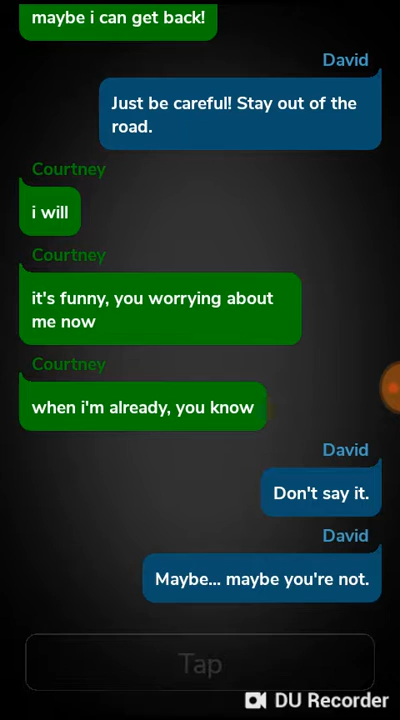 maybe i can get back!
David
Just be careful! Stay out of the
road.
Courtney
i will
Courtney
it's funny, you worrying about
me now
Courtney
when i'm already, you know
David
Don't say it.
David
Maybe... maybe you're not.
Tap
DU Recorder